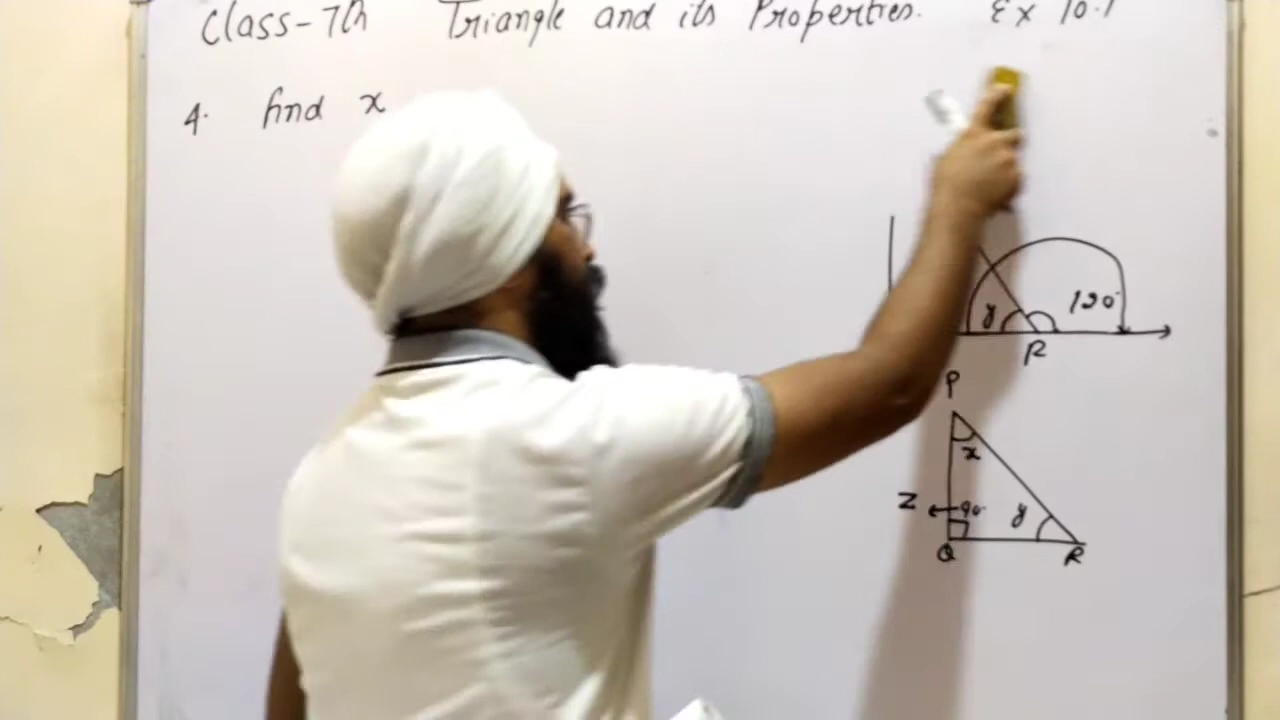 Class-7th Triangle and its Properties. Ex 10.1
4. find x
y 120°
R
P
x
Z 90° y
Q R